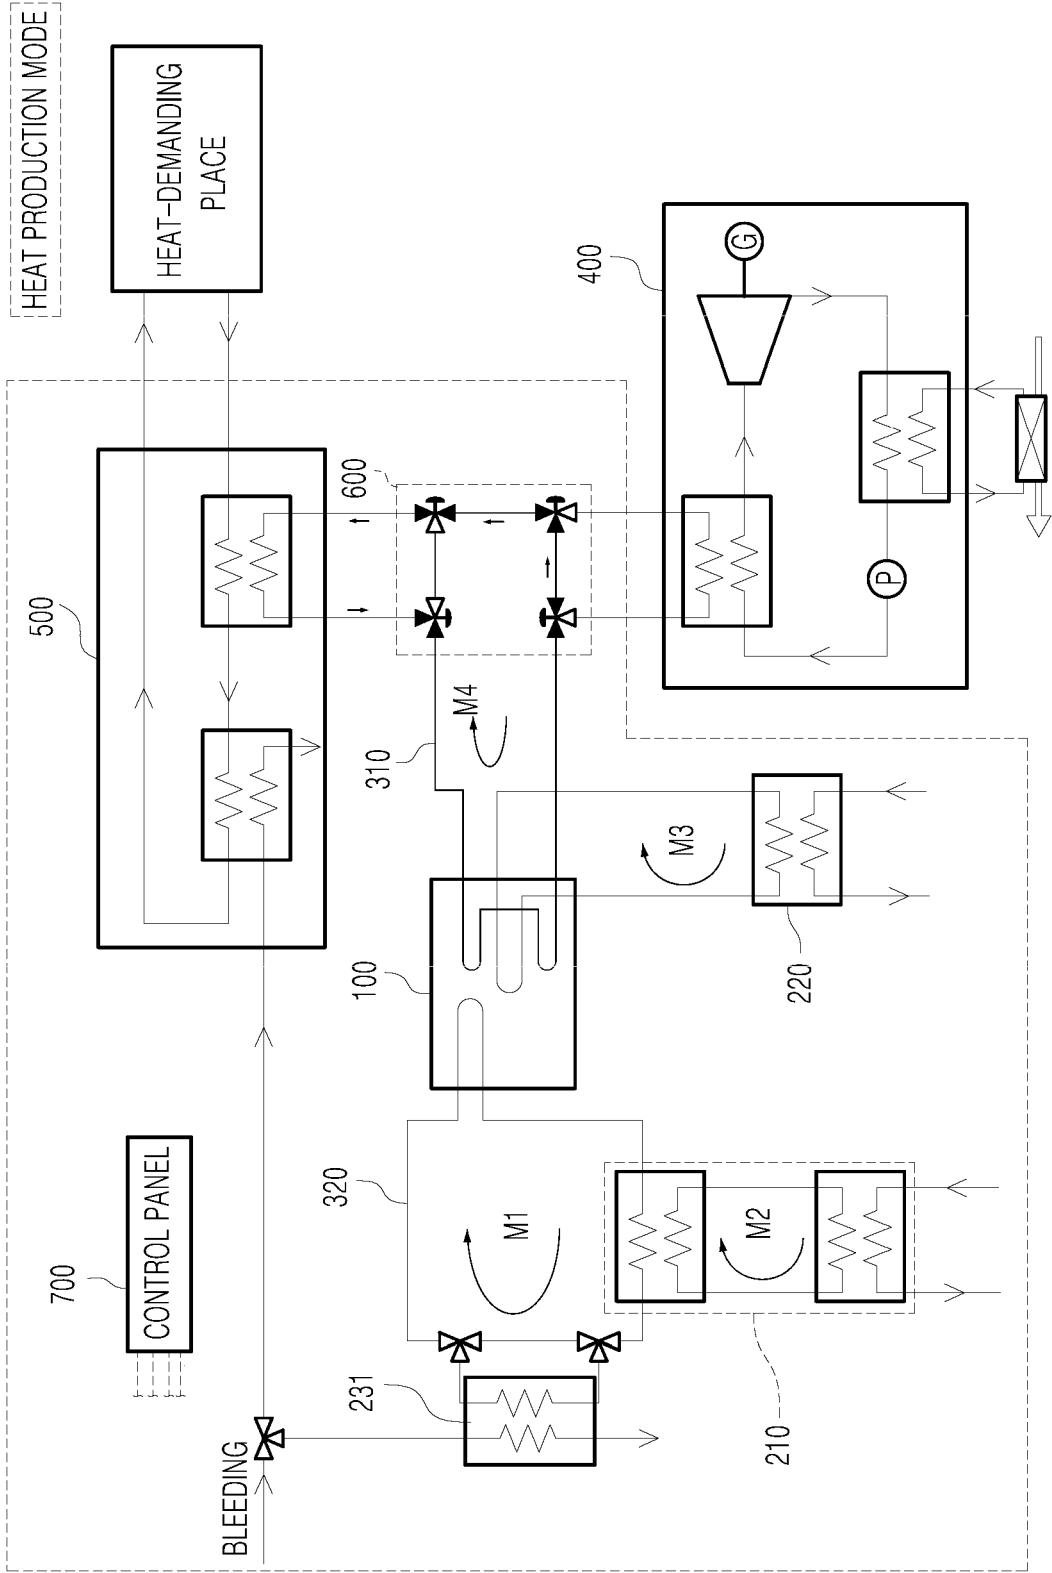 HEAT PRODUCTION MODE
HEAT-DEMANDING
PLACE
CONTROL PANEL
700
500
BLEEDING
600
310
M4
100
320
M1
231
M3
220
M2
210
400
G
P